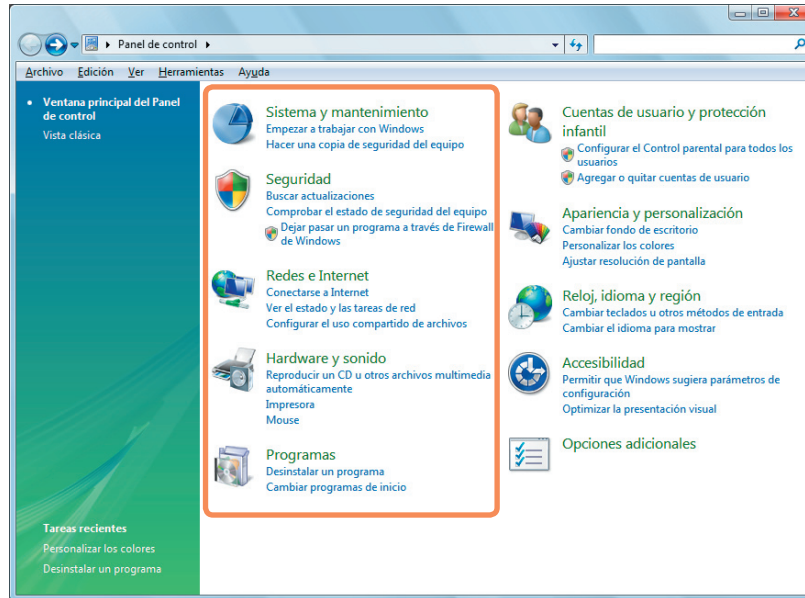 Panel de control
Archivo Edición Ver Herramientas Ayuda
Ventana principal del Panel
de control
Vista clásica
Sistema y mantenimiento
Empezar a trabajar con Windows
Hacer una copia de seguridad del equipo
Seguridad
Buscar actualizaciones
Comprobar el estado de seguridad del equipo
Dejar pasar un programa a través de Firewall
de Windows
Redes e Internet
Conectarse a Internet
Ver el estado y las tareas de red
Configurar el uso compartido de archivos
Hardware y sonido
Reproducir un CD u otros archivos multimedia
automáticamente
Impresora
Mouse
Programas
Desinstalar un programa
Cambiar programas de inicio
Cuentas de usuario y protección
infantil
Configurar el Control parental para todos los
usuarios
Agregar o quitar cuentas de usuario
Apariencia y personalización
Cambiar fondo de escritorio
Personalizar los colores
Ajustar resolución de pantalla
Reloj, idioma y región
Cambiar teclados u otros métodos de entrada
Cambiar el idioma para mostrar
Accesibilidad
Permitir que Windows sugiera parámetros de
configuración
Optimizar la presentación visual
Opciones adicionales
Tareas recientes
Personalizar los colores
Desinstalar un programa